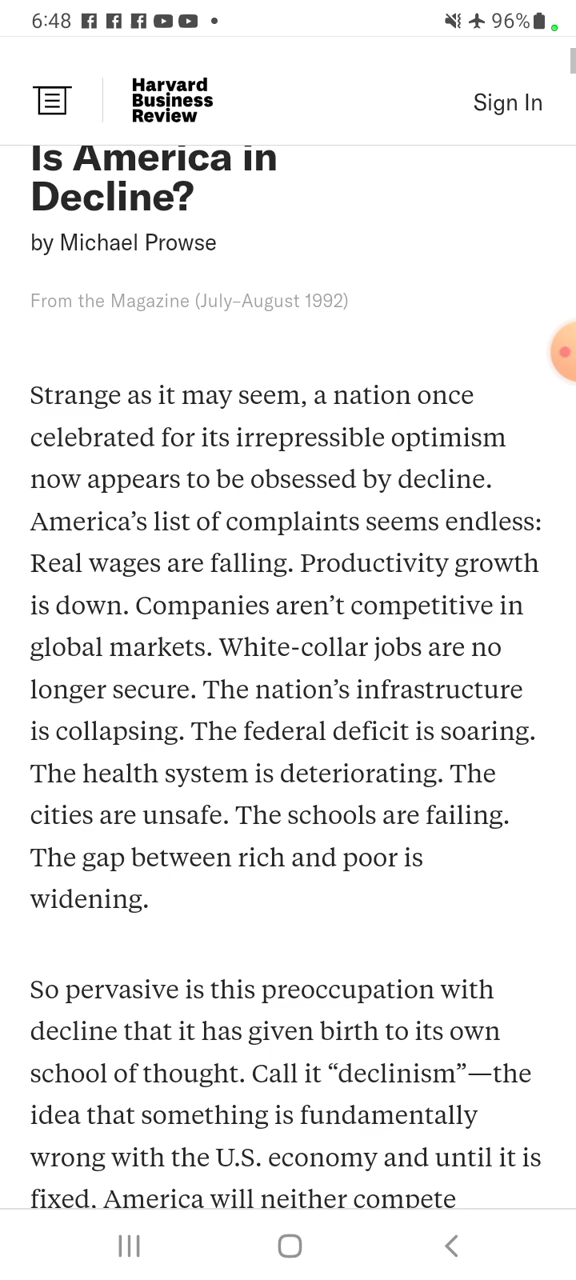 6:48
96%
Harvard
Business
Review
Sign In
Is America in
Decline?
by Michael Prowse
From the Magazine (July–August 1992)
Strange as it may seem, a nation once
celebrated for its irrepressible optimism
now appears to be obsessed by decline.
America’s list of complaints seems endless:
Real wages are falling. Productivity growth
is down. Companies aren’t competitive in
global markets. White-collar jobs are no
longer secure. The nation’s infrastructure
is collapsing. The federal deficit is soaring.
The health system is deteriorating. The
cities are unsafe. The schools are failing.
The gap between rich and poor is
widening.
So pervasive is this preoccupation with
decline that it has given birth to its own
school of thought. Call it “declinism”—the
idea that something is fundamentally
wrong with the U.S. economy and until it is
fixed, America will neither compete